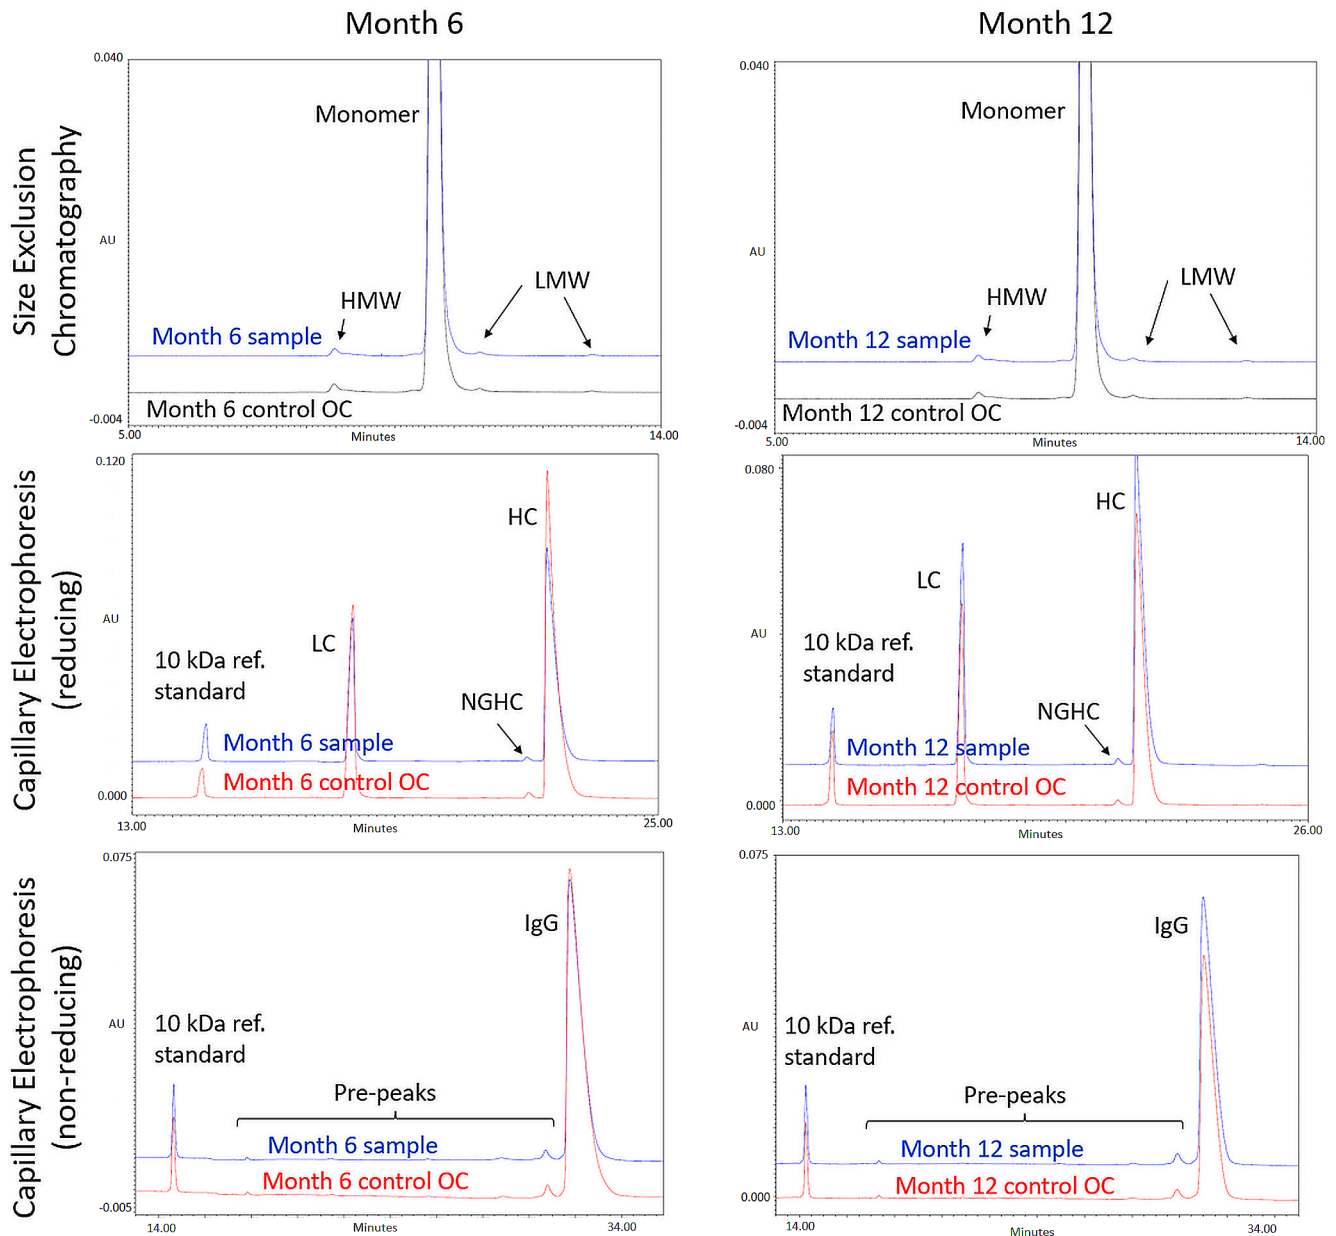 Month 6
Month 12
Size Exclusion
Chromatography
0.040
AU
-0.004
Monomer
HMW
LMW
Month 6 sample
Month 6 control OC
5.00
Minutes
14.00
0.040
AU
-0.004
Monomer
HMW
LMW
Month 12 sample
Month 12 control OC
5.00
Minutes
14.00
Capillary Electrophoresis
(reducing)
0.120
AU
0.000
HC
LC
10 kDa ref.
standard
NGHC
Month 6 sample
Month 6 control OC
13.00
Minutes
25.00
0.080
AU
0.000
HC
LC
10 kDa ref.
standard
NGHC
Month 12 sample
Month 12 control OC
13.00
Minutes
26.00
Capillary Electrophoresis
(non-reducing)
0.075
AU
-0.005
IgG
10 kDa ref.
standard
Pre-peaks
Month 6 sample
Month 6 control OC
14.00
Minutes
34.00
0.075
AU
0.000
IgG
10 kDa ref.
standard
Pre-peaks
Month 12 sample
Month 12 control OC
14.00
Minutes
34.00